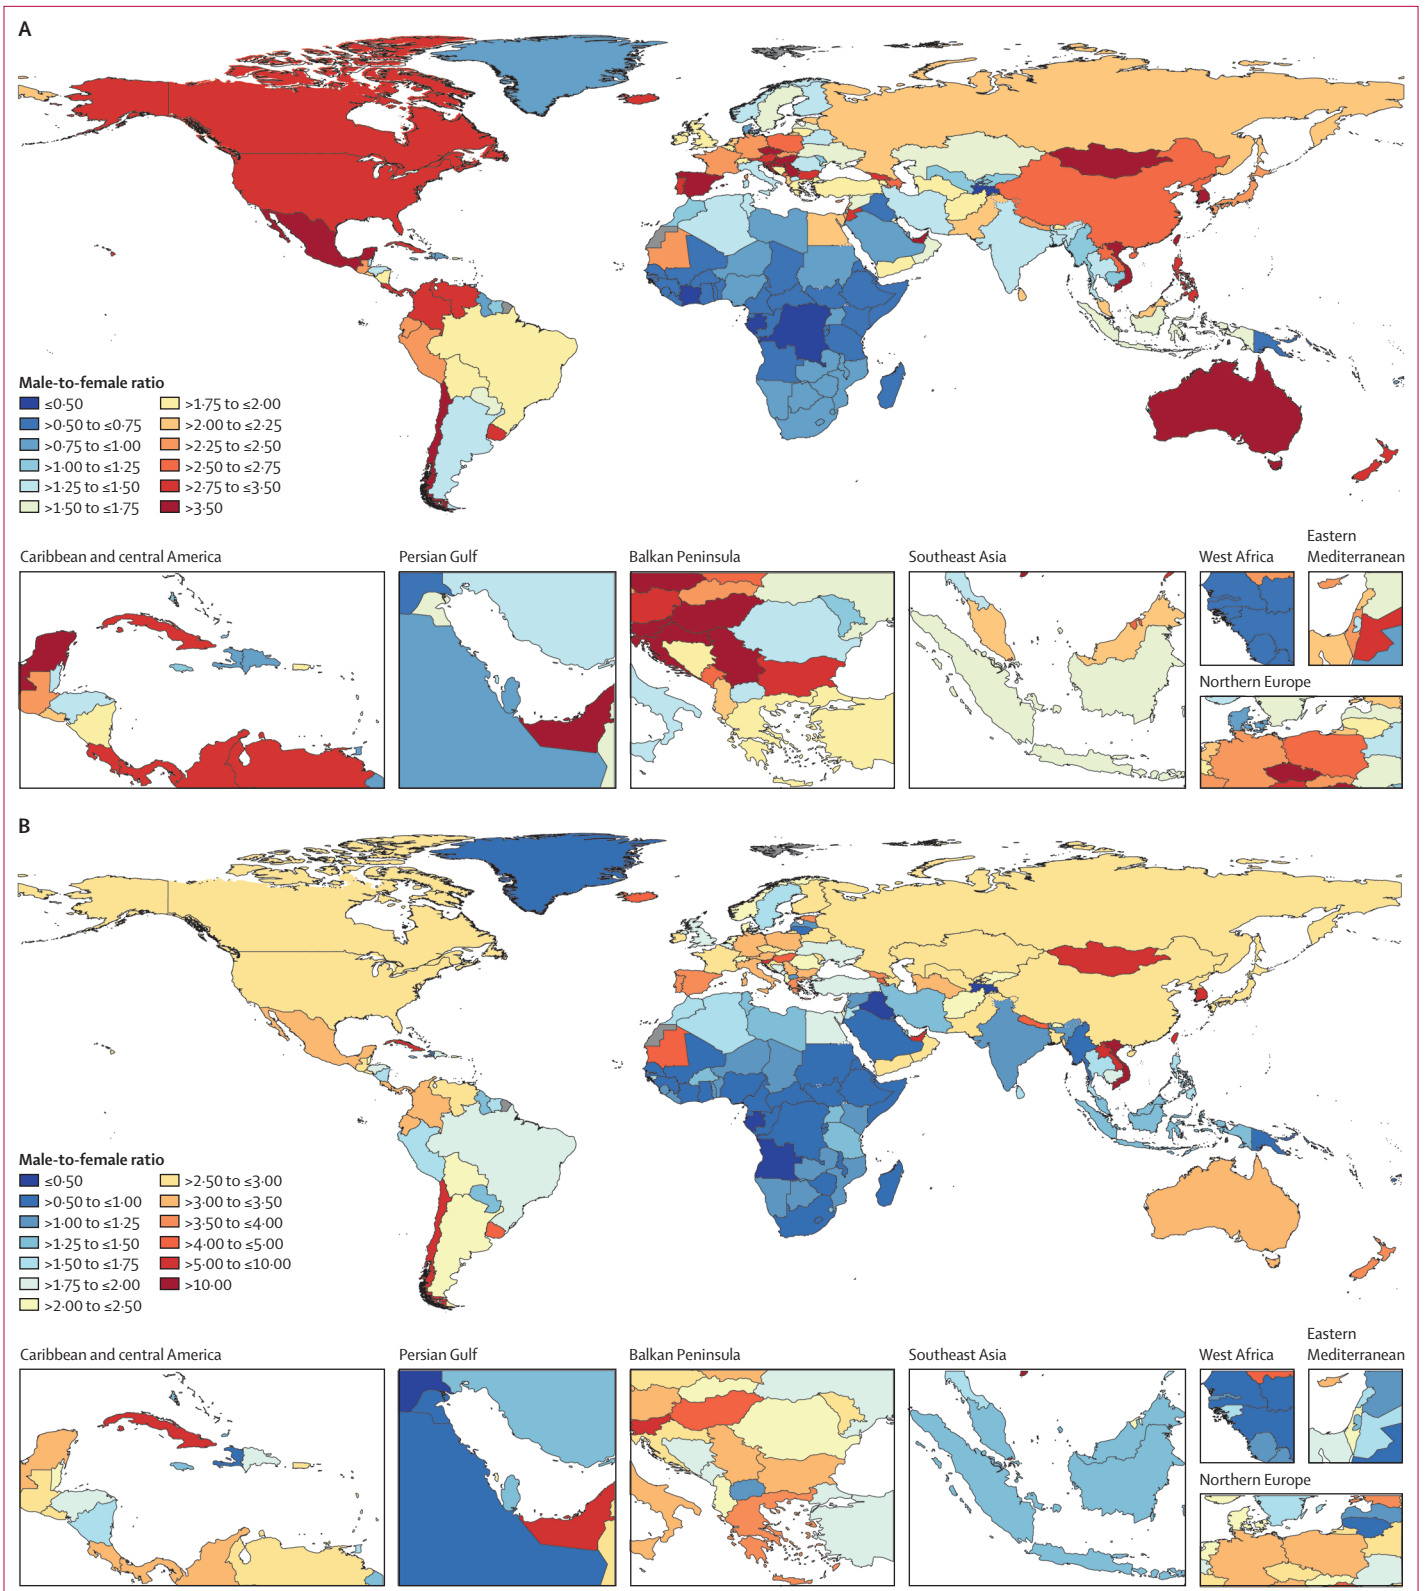 A
Male-to-female ratio
≤0·50
>0·50 to ≤0·75
>0·75 to ≤1·00
>1·00 to ≤1·25
>1·25 to ≤1·50
>1·50 to ≤1·75
>1·75 to ≤2·00
>2·00 to ≤2·25
>2·25 to ≤2·50
>2·50 to ≤2·75
>2·75 to ≤3·50
>3·50
Caribbean and central America
Persian Gulf
Balkan Peninsula
Southeast Asia
West Africa
Eastern
Mediterranean
Northern Europe
B
Male-to-female ratio
≤0·50
>0·50 to ≤1·00
>1·00 to ≤1·25
>1·25 to ≤1·50
>1·50 to ≤1·75
>1·75 to ≤2·00
>2·00 to ≤2·50
>2·50 to ≤3·00
>3·00 to ≤3·50
>3·50 to ≤4·00
>4·00 to ≤5·00
>5·00 to ≤10·00
>10·00
Caribbean and central America
Persian Gulf
Balkan Peninsula
Southeast Asia
West Africa
Eastern
Mediterranean
Northern Europe